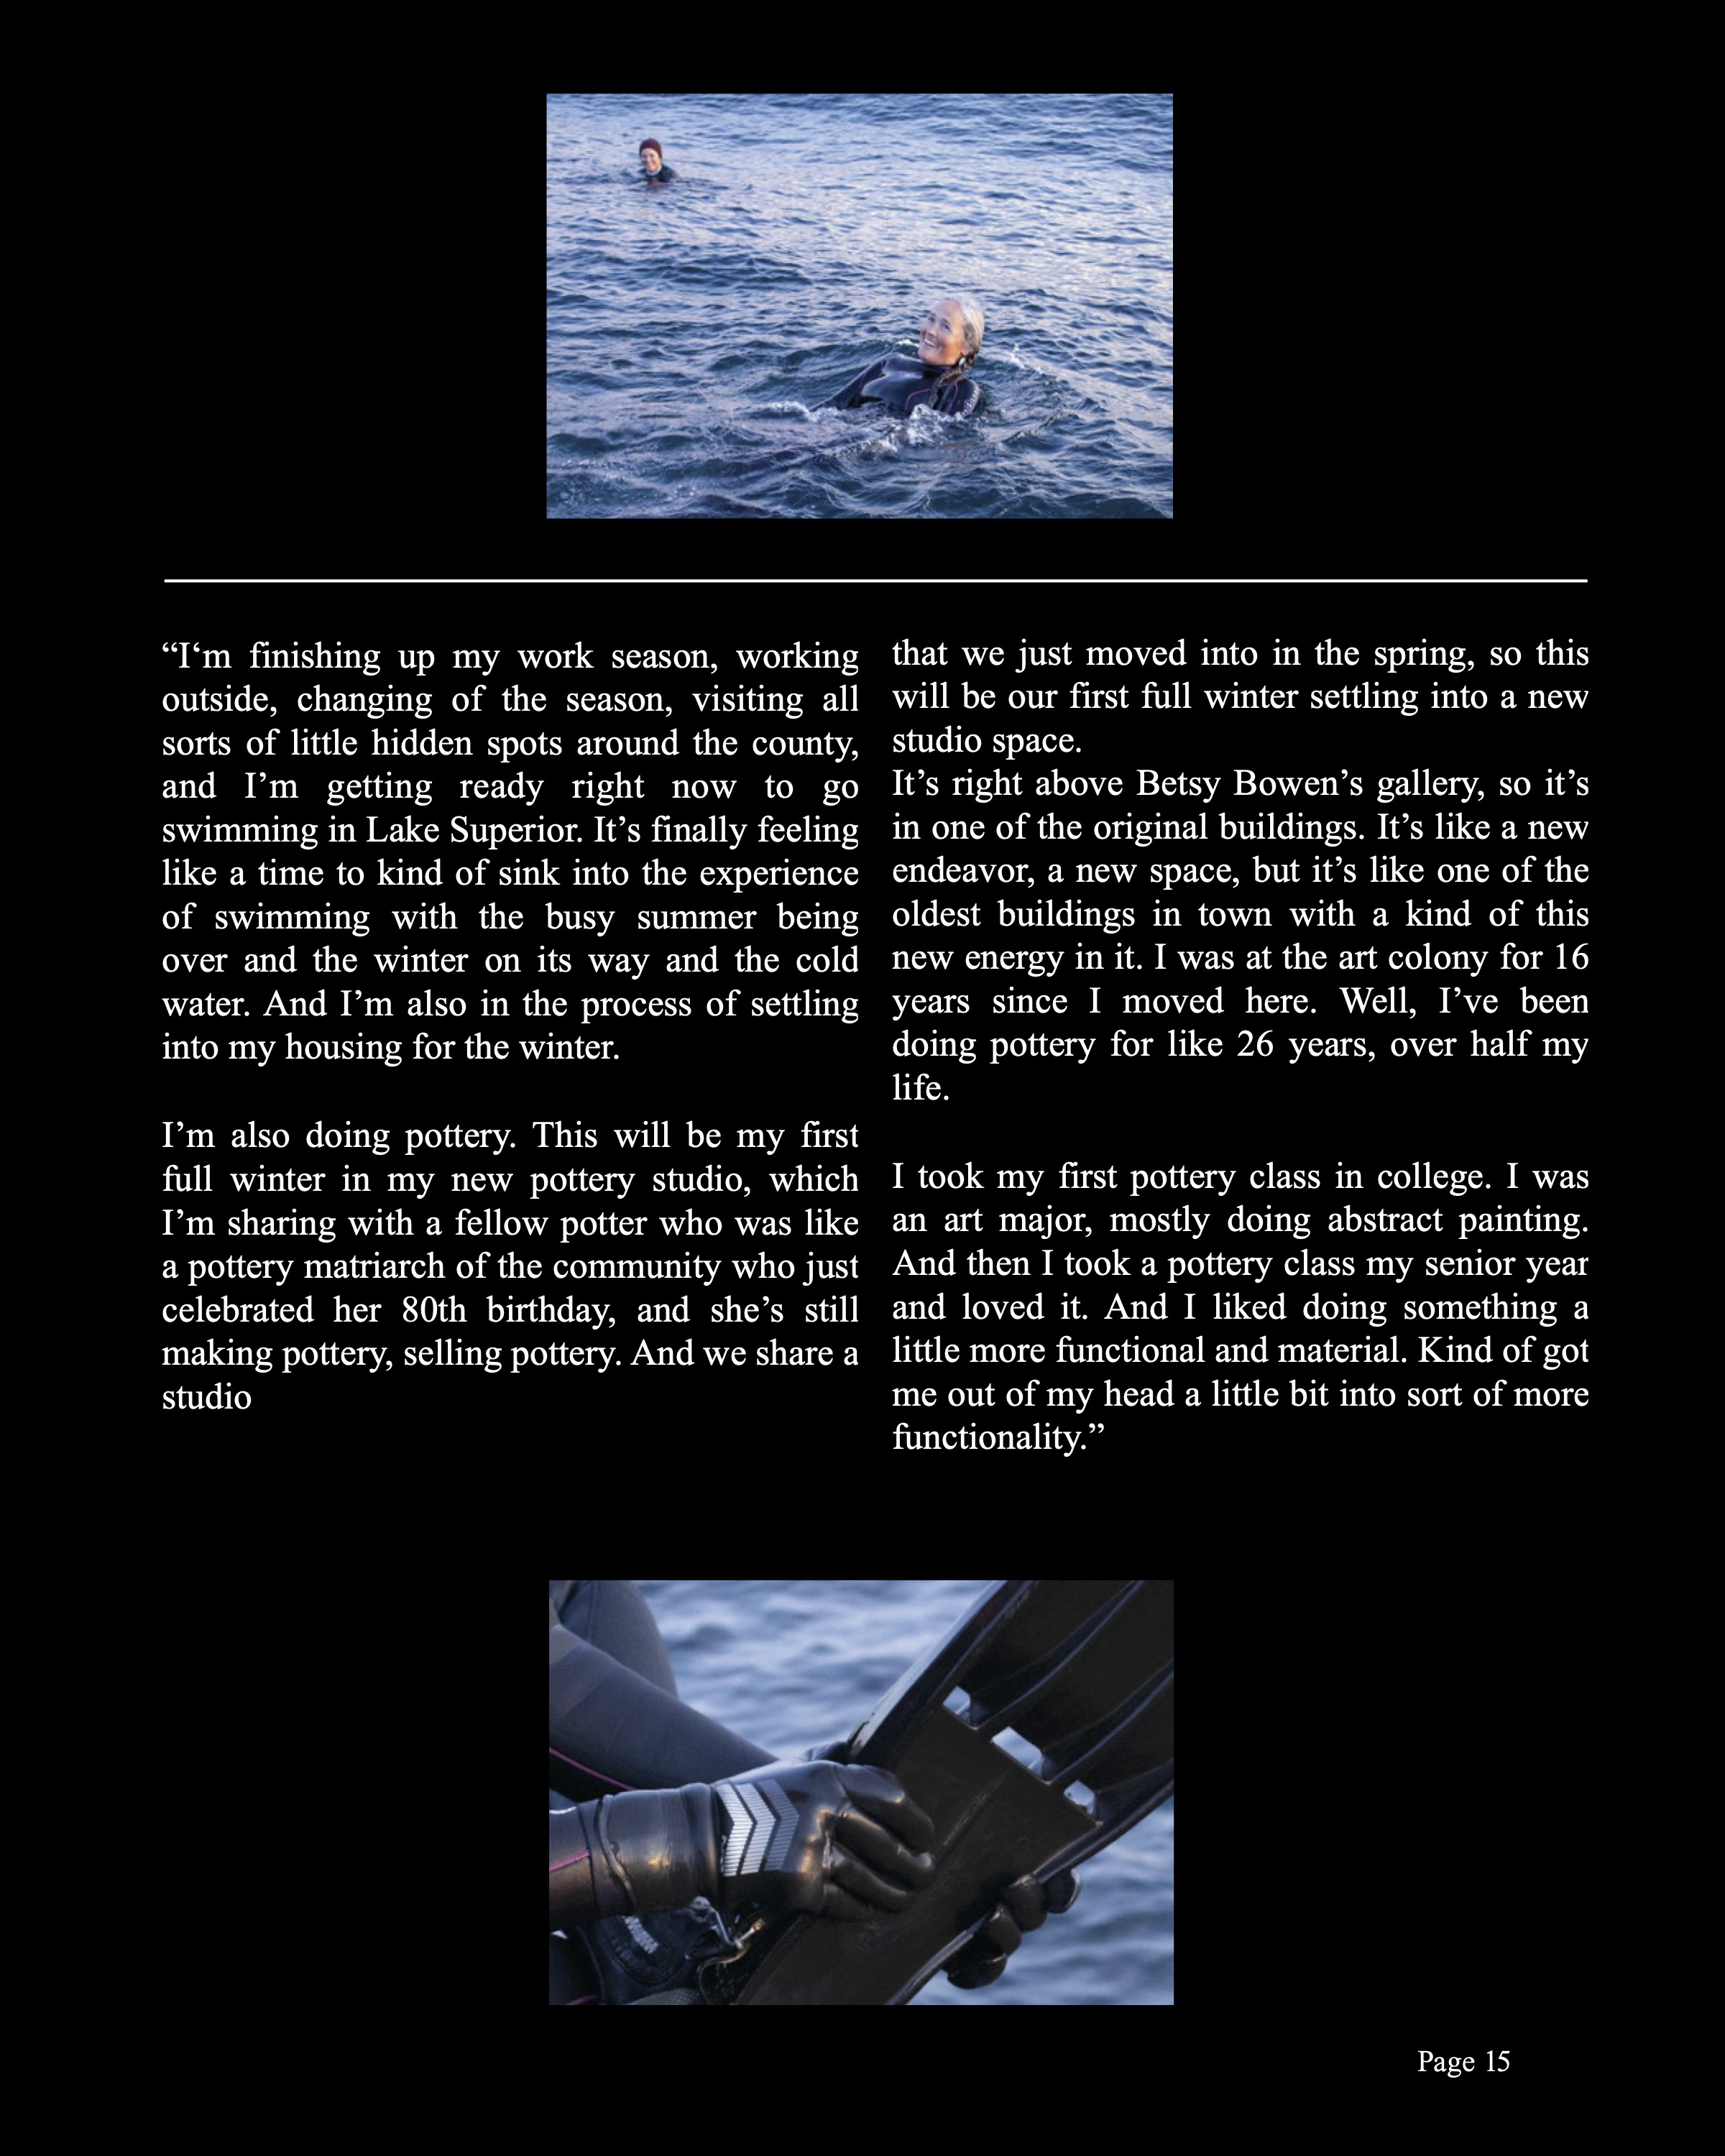 “I‘m finishing up my work season, working
outside, changing of the season, visiting all
sorts of little hidden spots around the county,
and I’m getting ready right now to go
swimming in Lake Superior. It’s finally feeling
like a time to kind of sink into the experience
of swimming with the busy summer being
over and the winter on its way and the cold
water. And I’m also in the process of settling
into my housing for the winter.
I’m also doing pottery. This will be my first
full winter in my new pottery studio, which
I’m sharing with a fellow potter who was like
a pottery matriarch of the community who just
celebrated her 80th birthday, and she’s still
making pottery, selling pottery. And we share a
studio
that we just moved into in the spring, so this
will be our first full winter settling into a new
studio space.
It’s right above Betsy Bowen’s gallery, so it’s
in one of the original buildings. It’s like a new
endeavor, a new space, but it’s like one of the
oldest buildings in town with a kind of this
new energy in it. I was at the art colony for 16
years since I moved here. Well, I’ve been
doing pottery for like 26 years, over half my
life.
I took my first pottery class in college. I was
an art major, mostly doing abstract painting.
And then I took a pottery class my senior year
and loved it. And I liked doing something a
little more functional and material. Kind of got
me out of my head a little bit into sort of more
functionality.”
Page 15